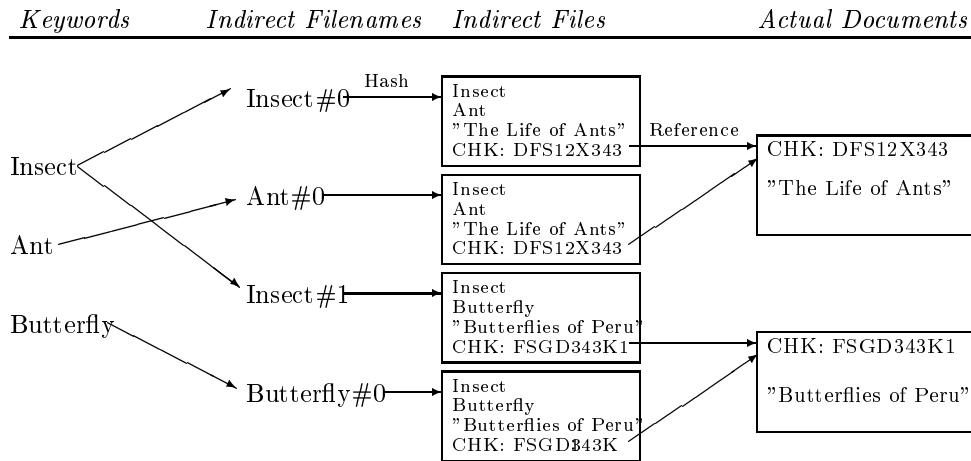 Keywords Indirect Filenames Indirect Files Actual Documents
Insect
Ant
Butterfly
Insect#0
Hash
Ant#0
Insect#1
Butterfly#0
Insect
Ant
"The Life of Ants"
CHK: DFS12X343
Reference
Insect
Ant
"The Life of Ants"
CHK: DFS12X343
Insect
Butterfly
"Butterflies of Peru"
CHK: FSGD343K1
Insect
Butterfly
"Butterflies of Peru"
CHK: DFS12X343
"The Life of Ants"
CHK: FSGD343K1
"Butterflies of Peru"